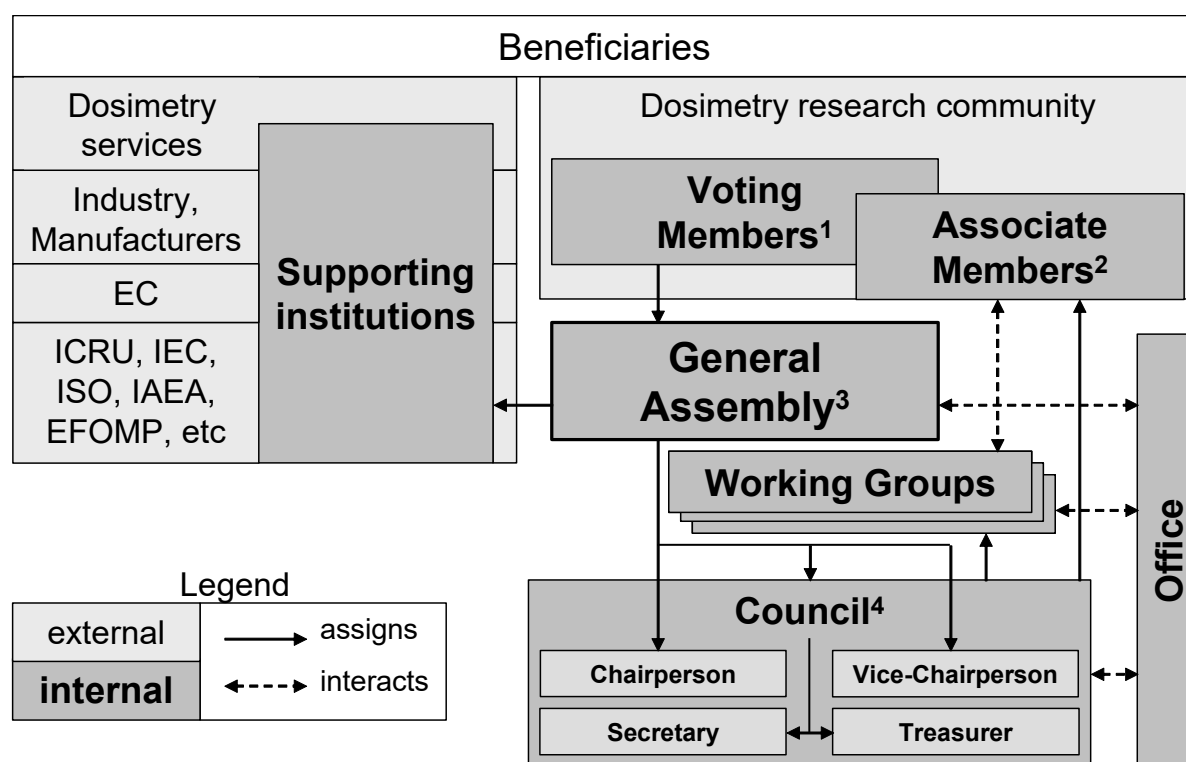 Beneficiaries
Dosimetry
services
Industry,
Manufacturers
EC
ICRU, IEC,
ISO, IAEA,
EFOMP, etc
Supporting
institutions
Dosimetry research community
Voting
Members¹
Associate
Members²
General
Assembly³
Working Groups
Office
Council⁴
Chairperson
Vice-Chairperson
Secretary
Treasurer
Legend
external
internal
assigns
interacts